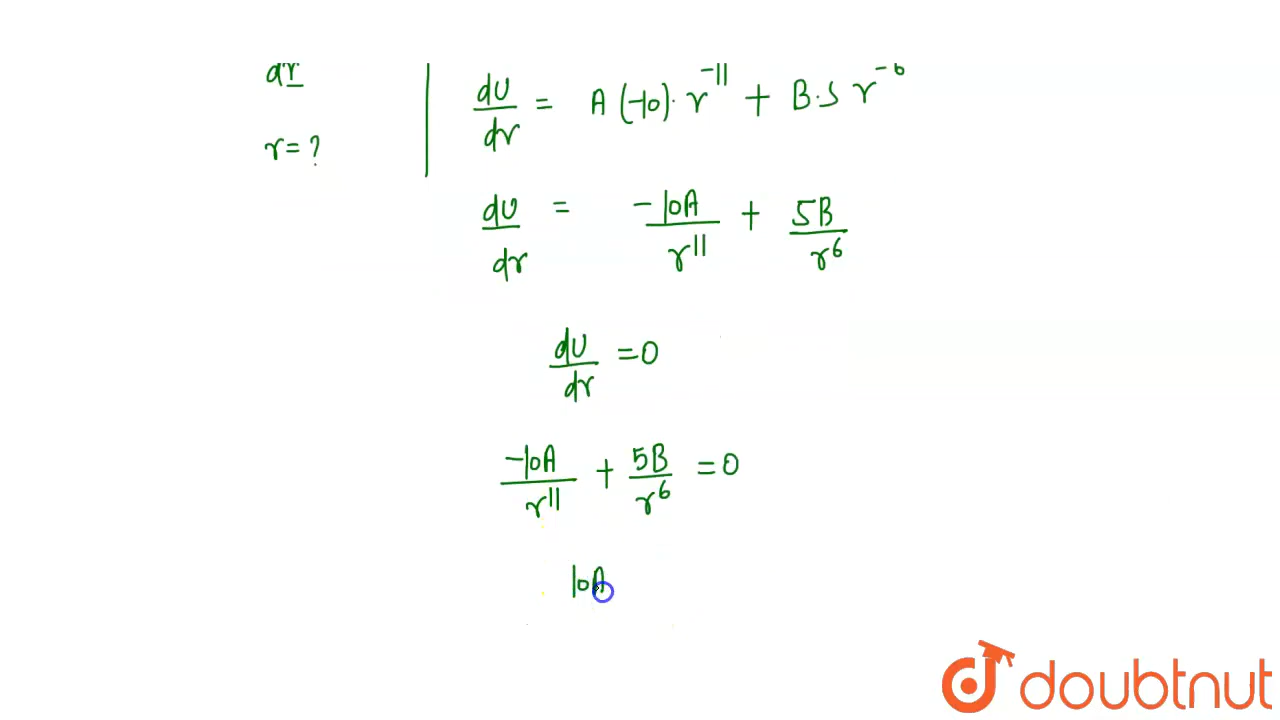 dr
r = ?
dU/dr = A(-10)·r^-11 + B·5 r^-6
dU/dr = -10A/r^11 + 5B/r^6
dU/dr = 0
-10A/r^11 + 5B/r^6 = 0
10A
doubtnut